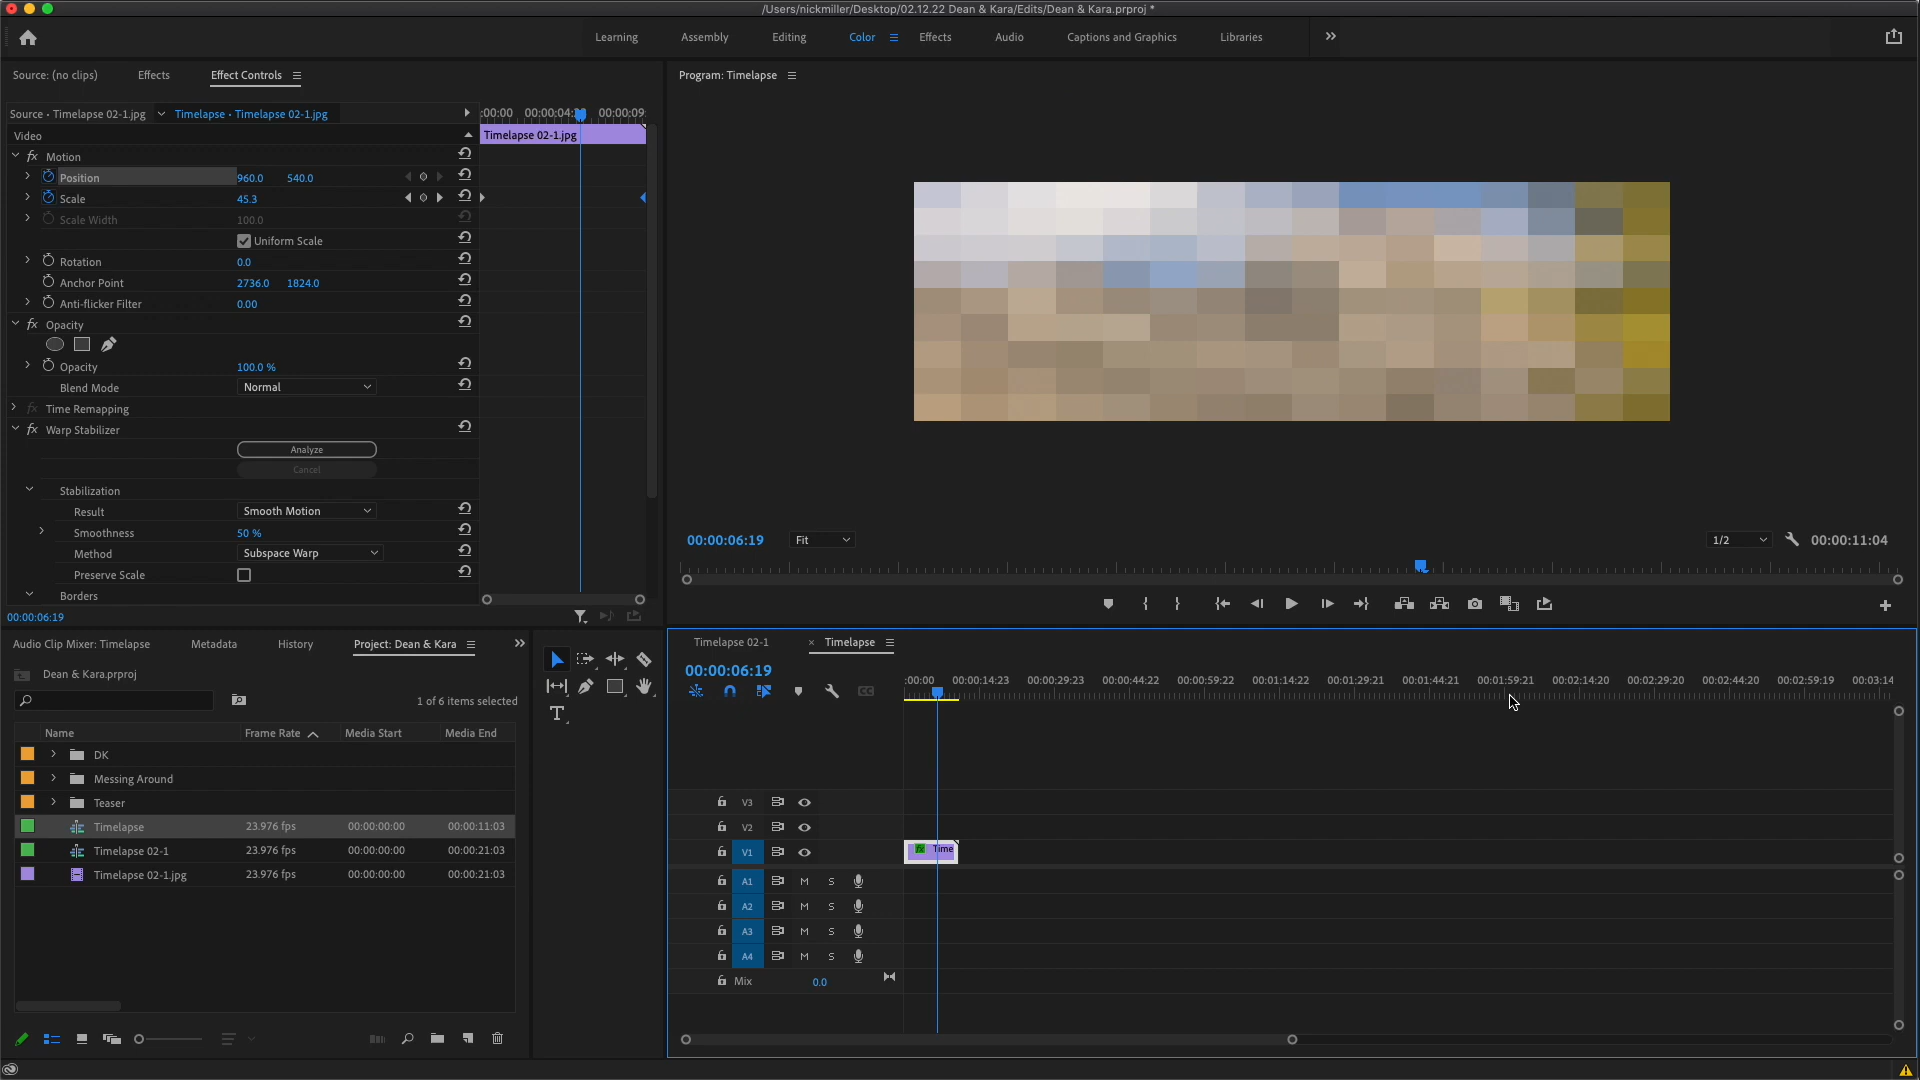 /Users/nickmiller/Desktop/02.12.22 Dean & Kara/Edits/Dean & Kara.prproj *
Learning Assembly Editing Color Effects Audio Captions and Graphics Libraries
Source: (no clips) Effects Effect Controls
Program: Timelapse
Source • Timelapse 02-1.jpg Timelapse • Timelapse 02-1.jpg
:00:00 00:00:04: 00:00:09:
Video
Timelapse 02-1.jpg
fx Motion
Position 960.0 540.0
Scale 45.3
Scale Width 100.0
Uniform Scale
Rotation 0.0
Anchor Point 2736.0 1824.0
Anti-flicker Filter 0.00
fx Opacity
Opacity 100.0 %
Blend Mode Normal
fx Time Remapping
fx Warp Stabilizer
Analyze
Cancel
Stabilization
Result Smooth Motion
Smoothness 50 %
Method Subspace Warp
Preserve Scale
Borders
00:00:06:19
00:00:06:19 Fit 1/2 00:00:11:04
Audio Clip Mixer: Timelapse Metadata History Project: Dean & Kara
Dean & Kara.prproj
1 of 6 items selected
Name Frame Rate Media Start Media End
DK
Messing Around
Teaser
Timelapse 23.976 fps 00:00:00:00 00:00:11:03
Timelapse 02-1 23.976 fps 00:00:00:00 00:00:21:03
Timelapse 02-1.jpg 23.976 fps 00:00:00:00 00:00:21:03
T
Timelapse 02-1 × Timelapse
00:00:06:19
:00:00 00:00:14:23 00:00:29:23 00:00:44:22 00:00:59:22 00:01:14:22 00:01:29:21 00:01:44:21 00:01:59:21 00:02:14:20 00:02:29:20 00:02:44:20 00:02:59:19 00:03:14
CC
V3
V2
V1
fx Time
A1 M S
A2 M S
A3 M S
A4 M S
Mix 0.0